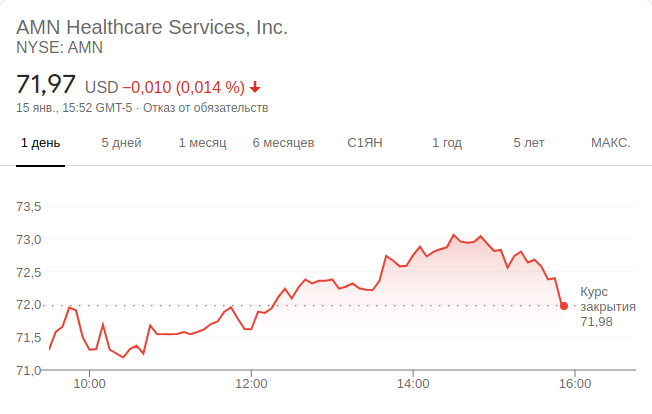 AMN Healthcare Services, Inc.
NYSE: AMN
71,97 USD −0,010 (0,014 %)
15 янв., 15:52 GMT-5 · Отказ от обязательств
1 день 5 дней 1 месяц 6 месяцев С1ЯН 1 год 5 лет МАКС.
73,5
73,0
72,5
72,0
71,5
71,0
Курс
закрытия
71,98
10:00 12:00 14:00 16:00